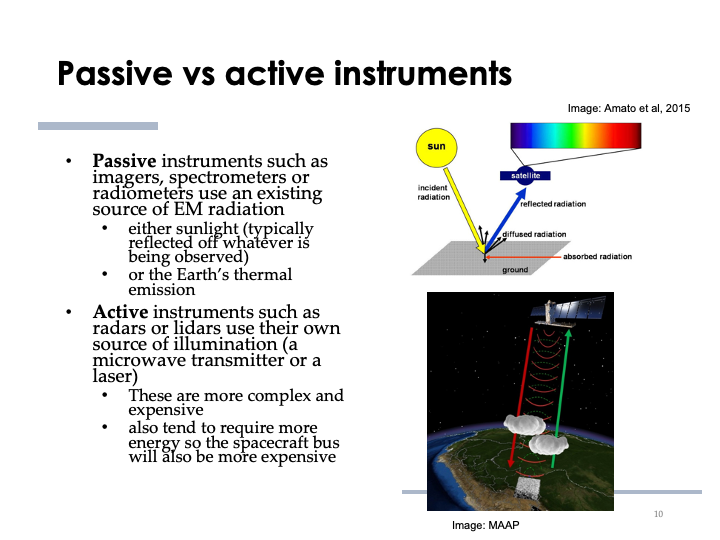 Passive vs active instruments
Image: Amato et al, 2015
• Passive instruments such as
imagers, spectrometers or
radiometers use an existing
source of EM radiation
• either sunlight (typically
reflected off whatever is
being observed)
• or the Earth's thermal
emission
• Active instruments such as
radars or lidars use their own
source of illumination (a
microwave transmitter or a
laser)
• These are more complex and
expensive
• also tend to require more
energy so the spacecraft bus
will also be more expensive
sun
satellite
incident
radiation
reflected radiation
diffused radiation
absorbed radiation
ground
Image: MAAP
10